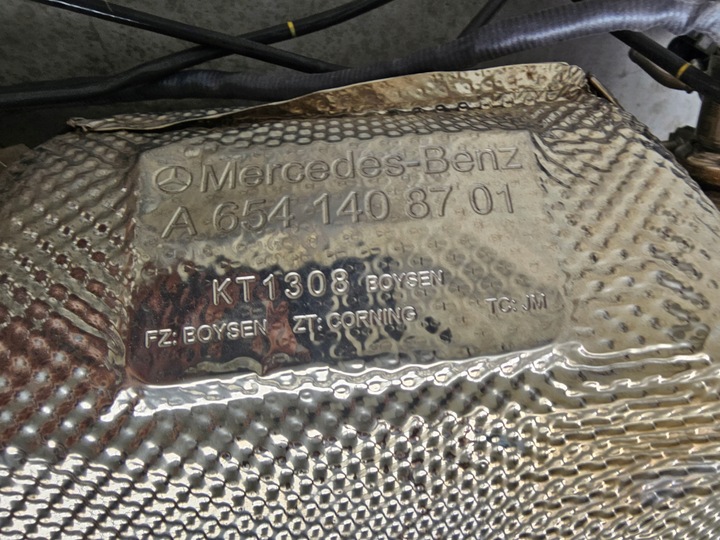 Mercedes-Benz
A 654 140 87 01
KT1308 BOYSEN
FZ: BOYSEN ZT: CORNING TC: JM